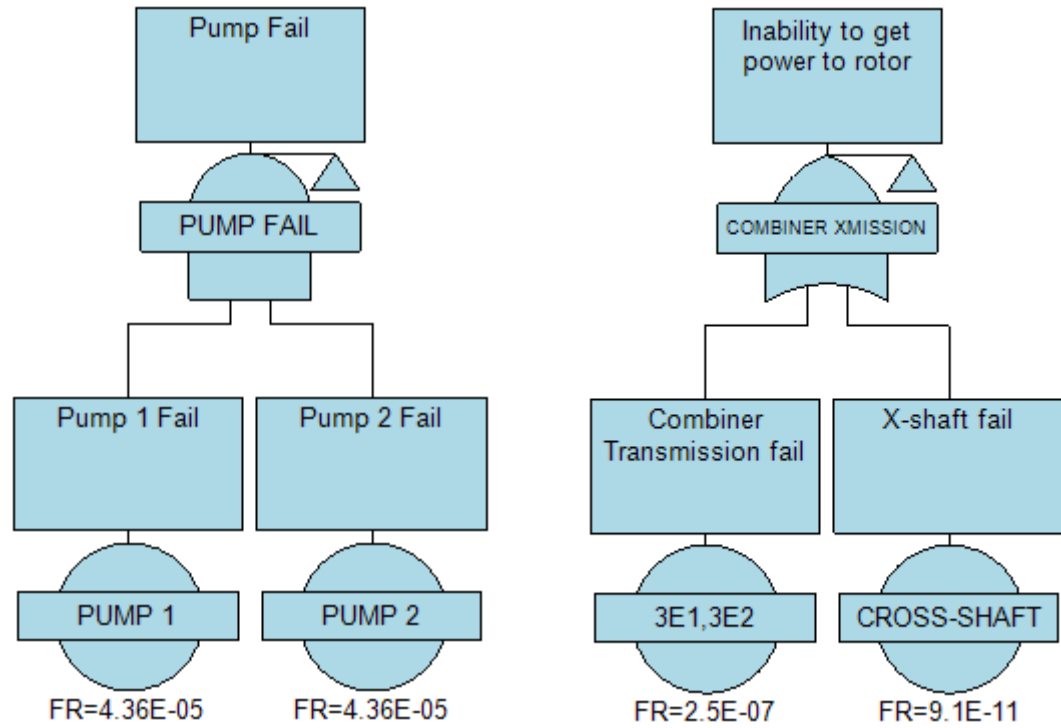 Pump Fail
PUMP FAIL
Pump 1 Fail
Pump 2 Fail
PUMP 1
PUMP 2
FR=4.36E-05
FR=4.36E-05
Inability to get
power to rotor
COMBINER XMISSION
Combiner
Transmission fail
X-shaft fail
3E1,3E2
CROSS-SHAFT
FR=2.5E-07
FR=9.1E-11